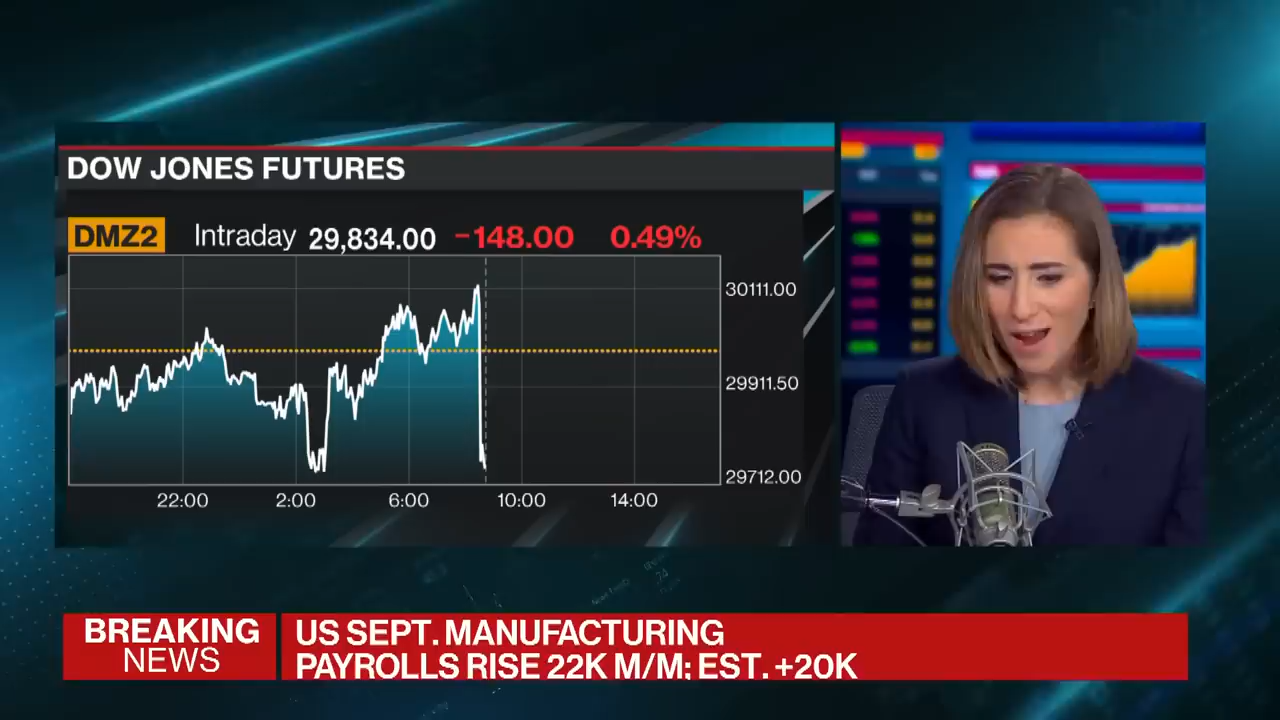 DOW JONES FUTURES
DMZ2 Intraday 29,834.00 -148.00 0.49%
30111.00
29911.50
29712.00
22:00 2:00 6:00 10:00 14:00
BREAKING
NEWS
US SEPT. MANUFACTURING
PAYROLLS RISE 22K M/M; EST. +20K